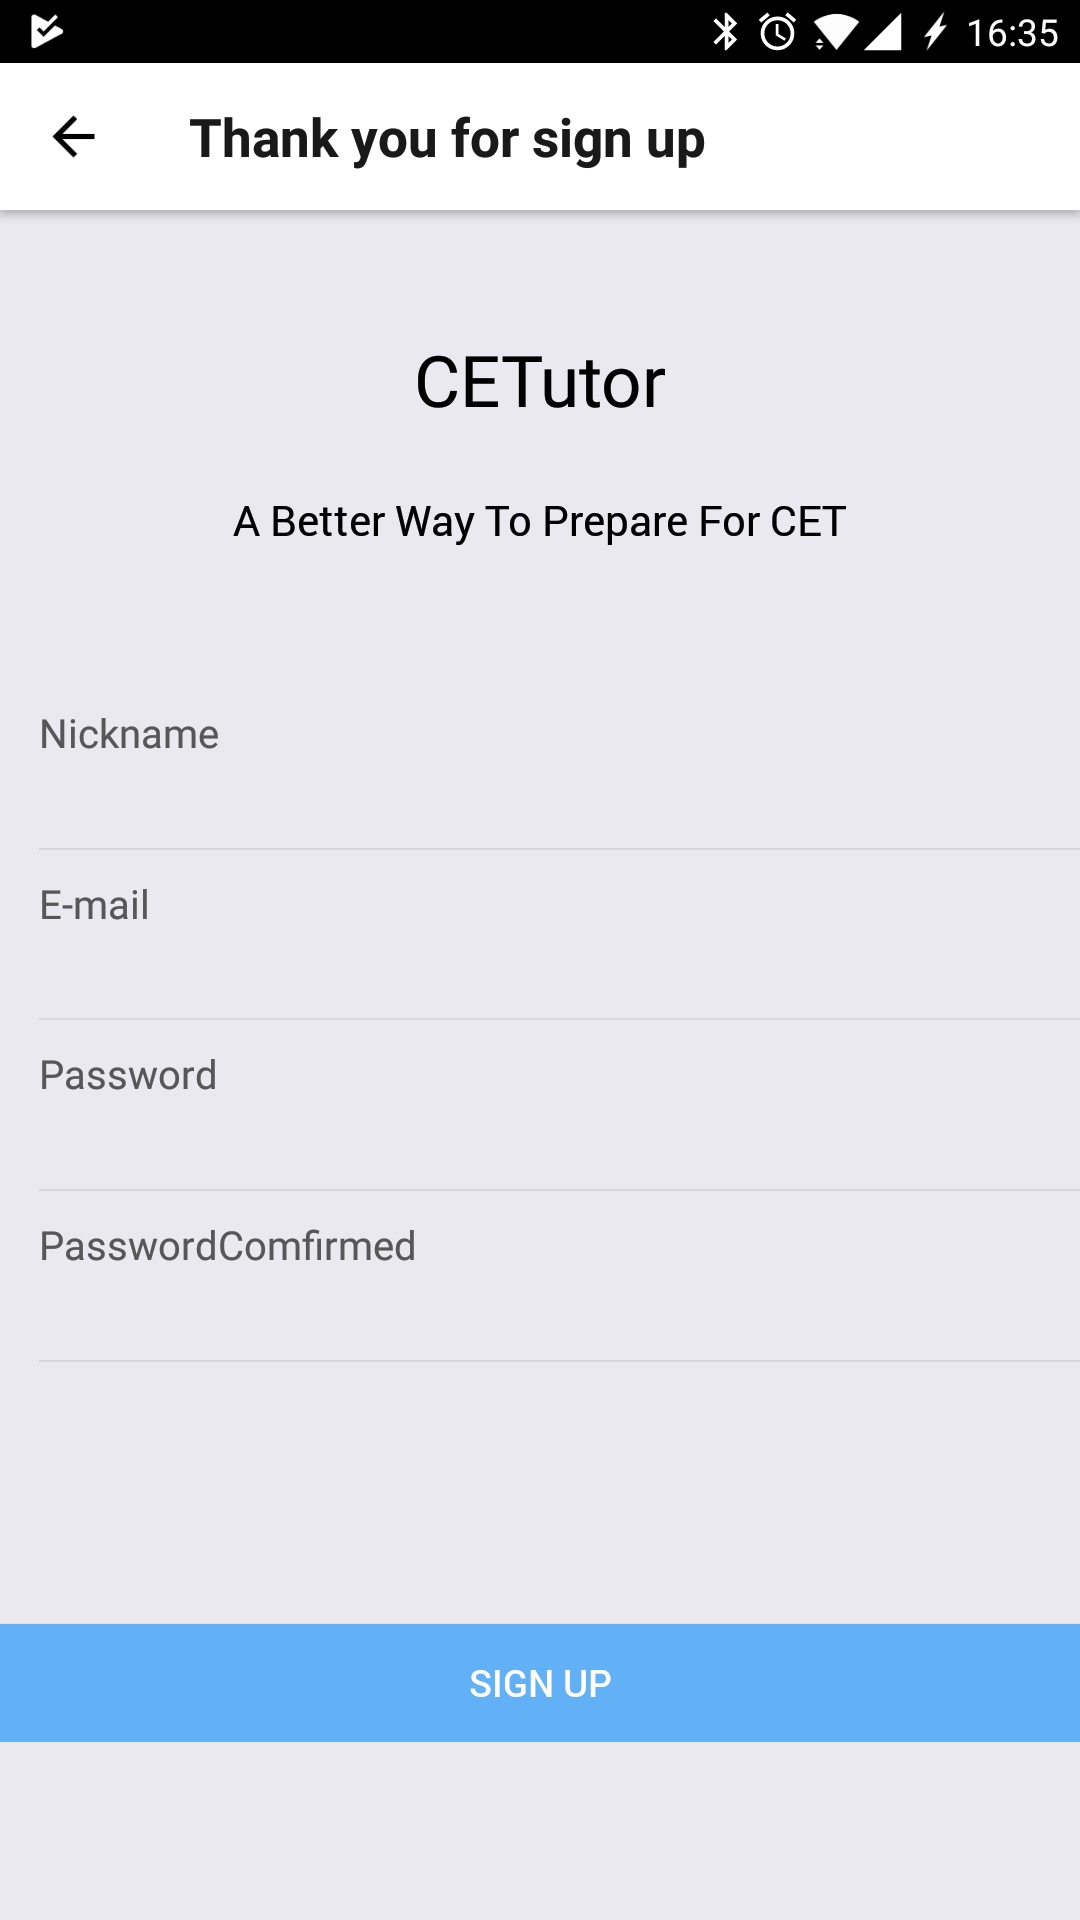 16:35
Thank you for sign up
CETutor
A Better Way To Prepare For CET
Nickname
E-mail
Password
PasswordComfirmed
SIGN UP